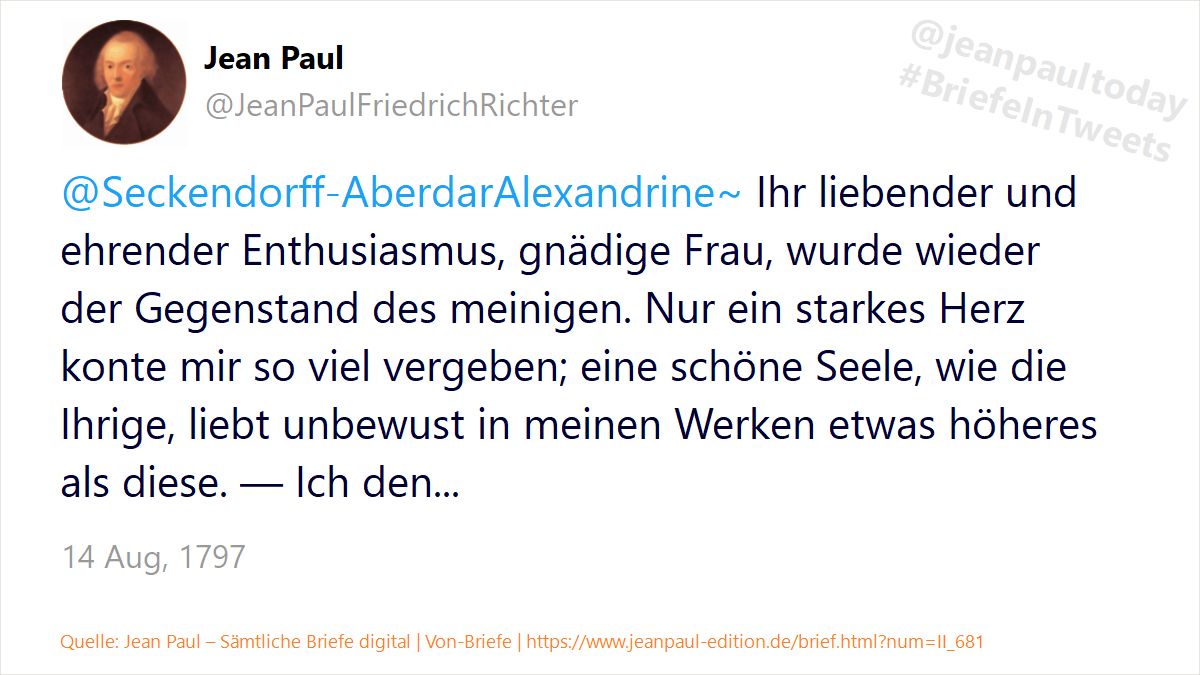 Jean Paul
@JeanPaulFriedrichRichter
@jeanpaultoday
#BriefeInTweets
@Seckendorff-AberdarAlexandrine~ Ihr liebender und
ehrender Enthusiasmus, gnädige Frau, wurde wieder
der Gegenstand des meinigen. Nur ein starkes Herz
konte mir so viel vergeben; eine schöne Seele, wie die
Ihrige, liebt unbewust in meinen Werken etwas höheres
als diese. — Ich den...
14 Aug, 1797
Quelle: Jean Paul – Sämtliche Briefe digital | Von-Briefe | https://www.jeanpaul-edition.de/brief.html?num=II_681